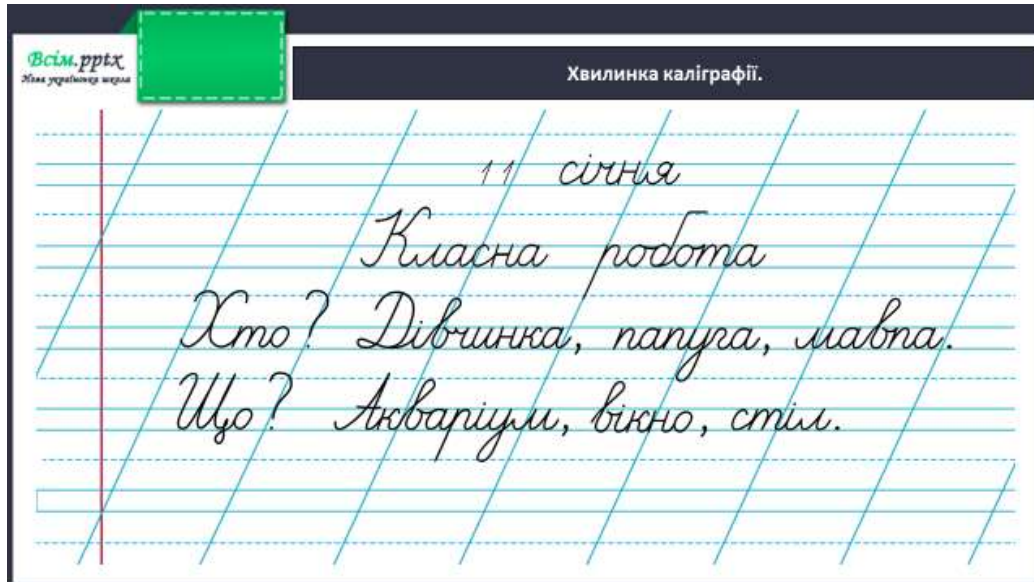 Всім.pptx
Нова українська школа
Хвилинка каліграфії.
11 січня
Класна робота
Хто? Дівчинка, папуга, мавпа.
Що? Акваріум, вікно, стіл.